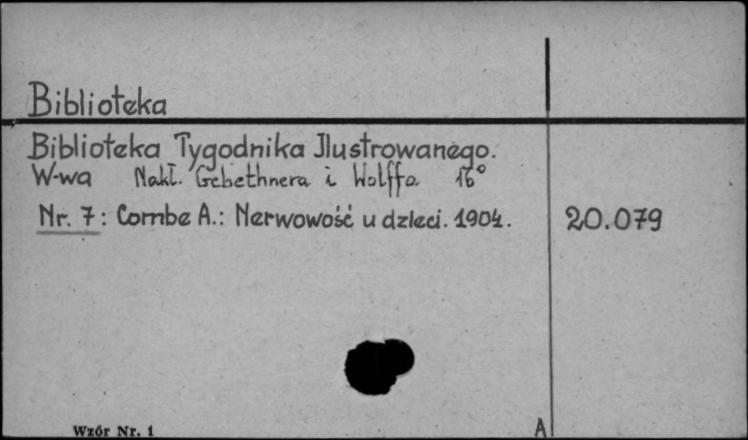 Biblioteka
Biblioteka Tygodnika Ilustrowanego.
W-wa Nakł. Gebethnera i Wolffa 16°
Nr. 7: Combe A.: Nerwowość u dzieci. 1904. 20.079
Wzór Nr. 1 A